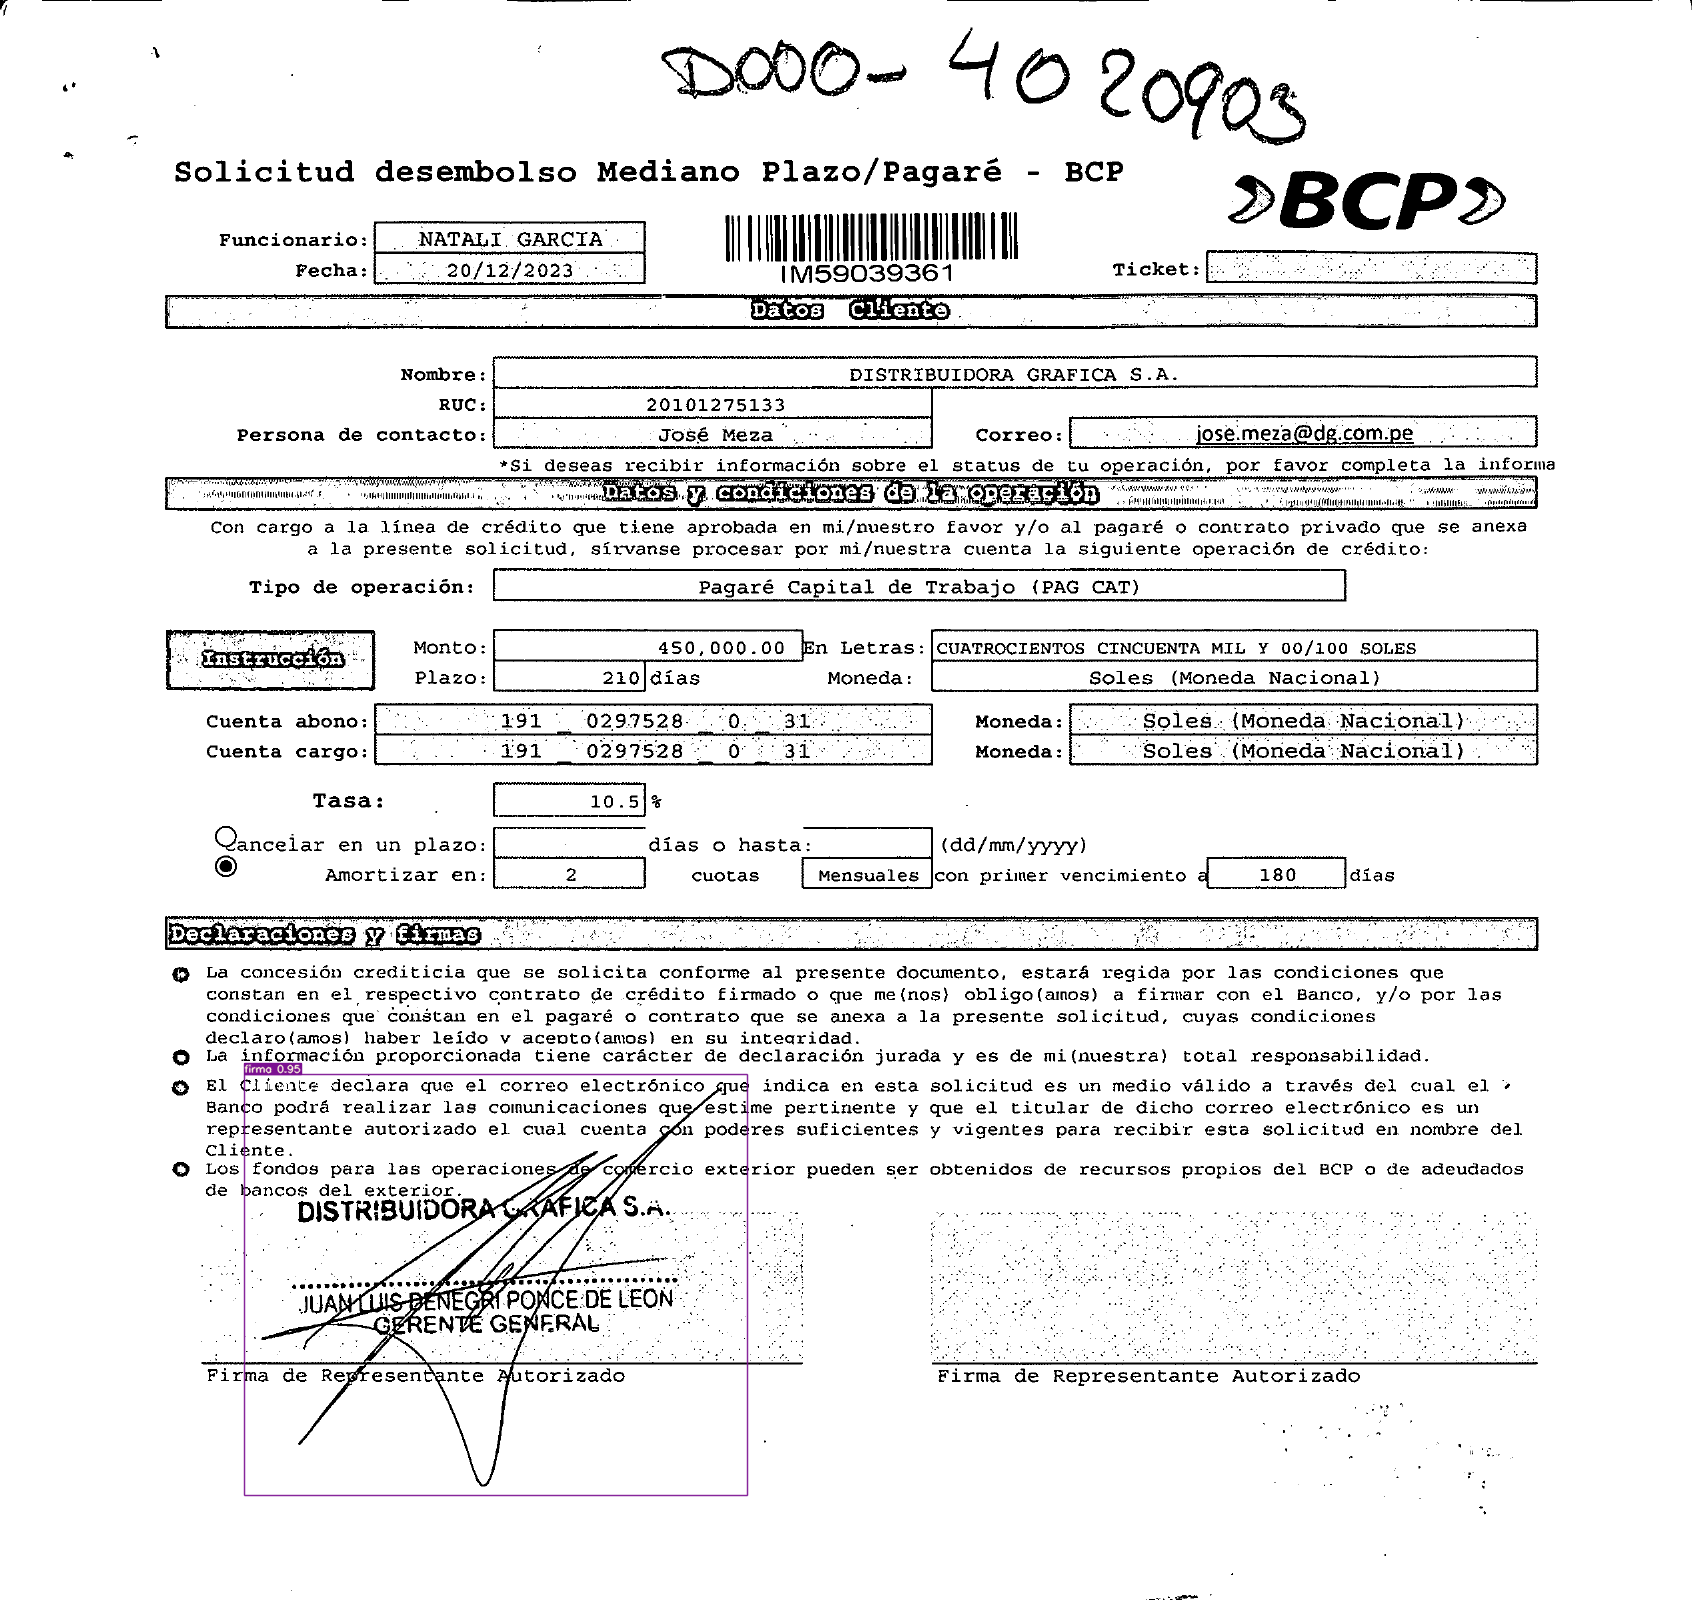 D000-4020903
Solicitud desembolso Mediano Plazo/Pagaré - BCP
BCP
Funcionario: NATALI GARCIA
Fecha: 20/12/2023
IM59039361
Ticket:
Datos Cliente
Nombre: DISTRIBUIDORA GRAFICA S.A.
RUC: 20101275133
Persona de contacto: José Meza Correo: jose.meza@dg.com.pe
*Si deseas recibir información sobre el status de tu operación, por favor completa la informa
Datos y condiciones de la operación
Con cargo a la línea de crédito que tiene aprobada en mi/nuestro favor y/o al pagaré o contrato privado que se anexa
a la presente solicitud, sírvanse procesar por mi/nuestra cuenta la siguiente operación de crédito:
Tipo de operación: Pagaré Capital de Trabajo (PAG CAT)
Instrucción
Monto: 450,000.00 En Letras: CUATROCIENTOS CINCUENTA MIL Y 00/100 SOLES
Plazo: 210 días Moneda: Soles (Moneda Nacional)
Cuenta abono: 191 _ 0297528 _ 0 _ 31 Moneda: Soles (Moneda Nacional)
Cuenta cargo: 191 _ 0297528 _ 0 _ 31 Moneda: Soles (Moneda Nacional)
Tasa: 10.5 %
Cancelar en un plazo: días o hasta: (dd/mm/yyyy)
Amortizar en: 2 cuotas Mensuales con primer vencimiento a 180 días
Declaraciones y firmas
La concesión crediticia que se solicita conforme al presente documento, estará regida por las condiciones que
constan en el respectivo contrato de crédito firmado o que me(nos) obligo(amos) a firmar con el Banco, y/o por las
condiciones que constan en el pagaré o contrato que se anexa a la presente solicitud, cuyas condiciones
declaro(amos) haber leído y acepto(amos) en su integridad.
La información proporcionada tiene carácter de declaración jurada y es de mi(nuestra) total responsabilidad.
firma 0.95
El Cliente declara que el correo electrónico que indica en esta solicitud es un medio válido a través del cual el
Banco podrá realizar las comunicaciones que estime pertinente y que el titular de dicho correo electrónico es un
representante autorizado el cual cuenta con poderes suficientes y vigentes para recibir esta solicitud en nombre del
Cliente.
Los fondos para las operaciones de comercio exterior pueden ser obtenidos de recursos propios del BCP o de adeudados
de bancos del exterior.
DISTRIBUIDORA GRAFICA S.A.
JUAN LUIS DENEGRI PONCE DE LEON
GERENTE GENERAL
Firma de Representante Autorizado
Firma de Representante Autorizado